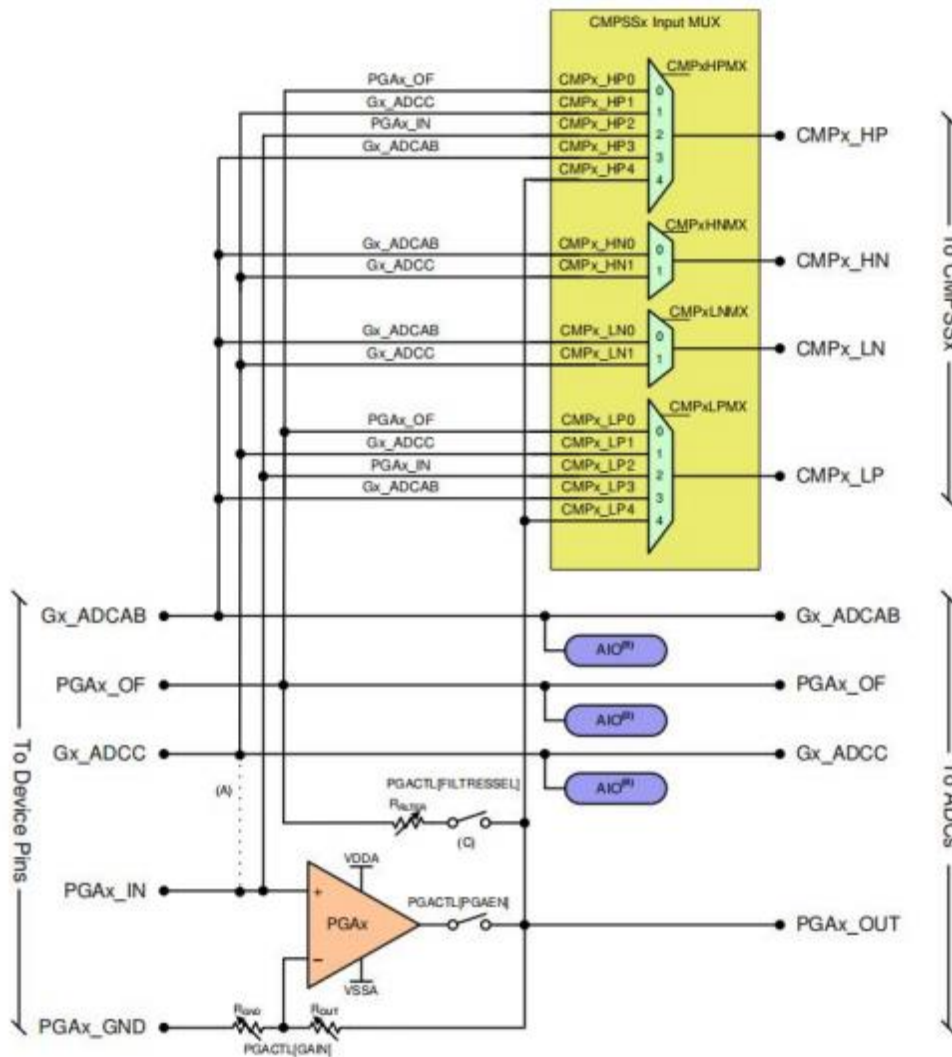 CMPSSx Input MUX
CMPxHPMX
PGAx_OF CMPx_HP0 0
Gx_ADCC CMPx_HP1 1
PGAx_IN CMPx_HP2 2 CMPx_HP
Gx_ADCAB CMPx_HP3 3
CMPx_HP4 4
CMPxHNMX
Gx_ADCAB CMPx_HN0 0
Gx_ADCC CMPx_HN1 1 CMPx_HN
CMPxLNMX
Gx_ADCAB CMPx_LN0 0
Gx_ADCC CMPx_LN1 1 CMPx_LN
CMPxLPMX
PGAx_OF CMPx_LP0 0
Gx_ADCC CMPx_LP1 1
PGAx_IN CMPx_LP2 2 CMPx_LP
Gx_ADCAB CMPx_LP3 3
CMPx_LP4 4
To CMPSSx
Gx_ADCAB Gx_ADCAB
AIO
PGAx_OF PGAx_OF
AIO
Gx_ADCC Gx_ADCC
AIO
To Device Pins
To ADCs
(A)
PGACTL[FILTRESSEL]
RFILTER
(C)
PGAx_IN
VDDA
+
PGAx
PGACTL[PGAEN]
PGAx_OUT
−
VSSA
PGAx_GND
RGND ROUT
PGACTL[GAIN]